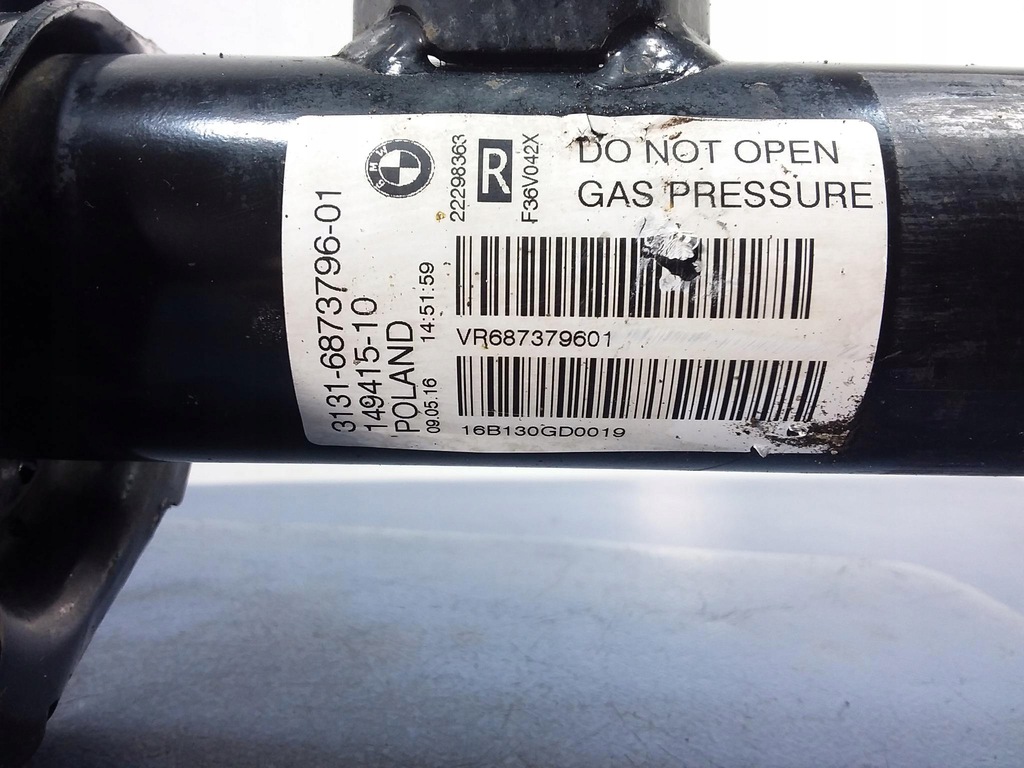 BMW
22298363
R
F36V042X
DO NOT OPEN
GAS PRESSURE
3131-6873796-01
149415-10
POLAND
09.05.16 14:51:59
VR687379601
16B130GD0019